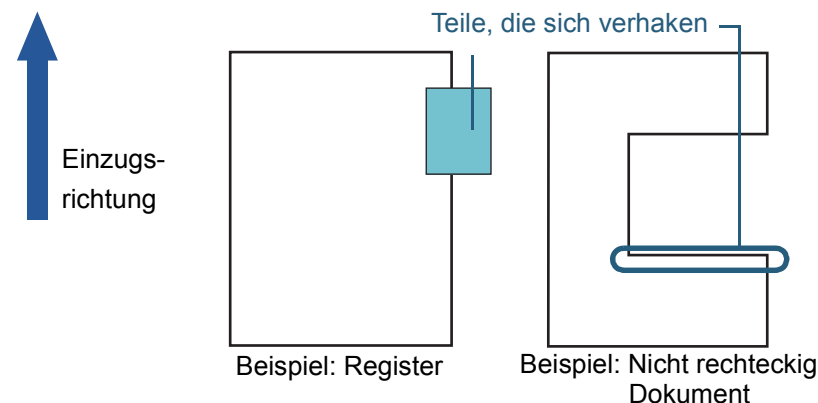 Teile, die sich verhaken
Einzugs-
richtung
Beispiel: Register
Beispiel: Nicht rechteckig
Dokument